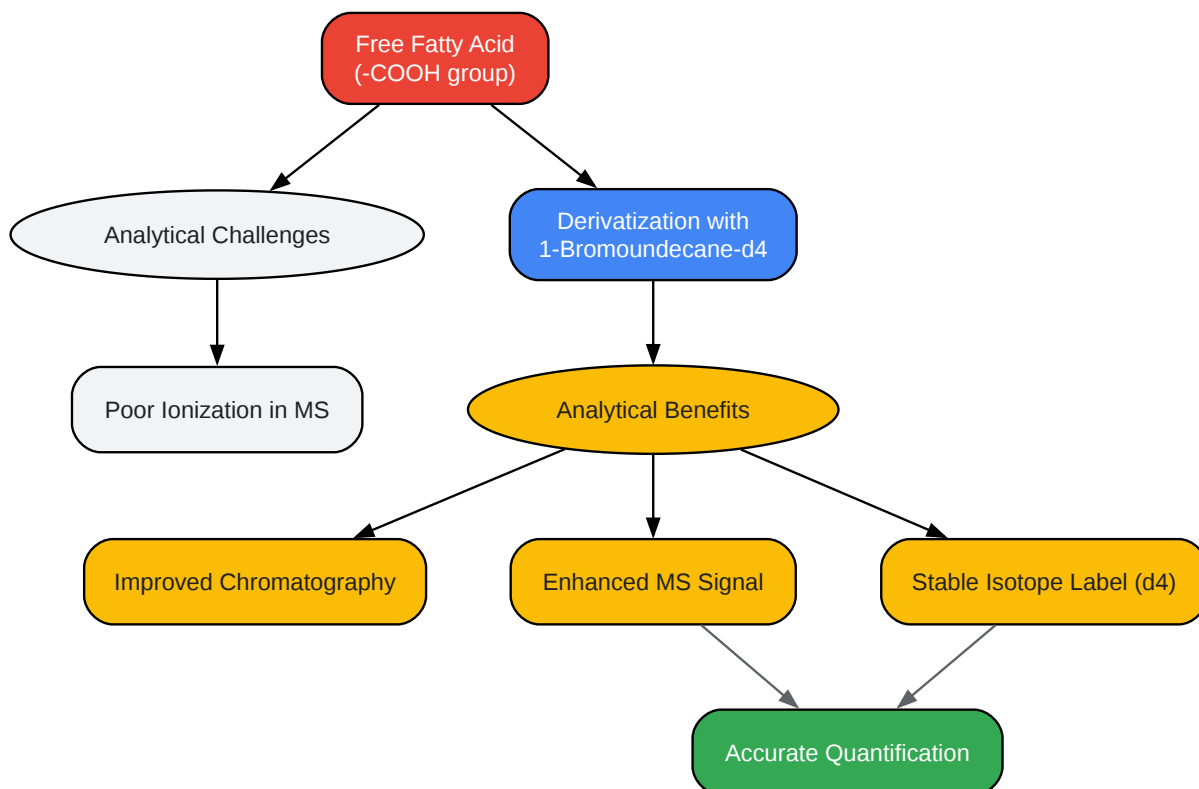 Free Fatty Acid
(-COOH group)
Analytical Challenges
Derivatization with
1-Bromoundecane-d4
Poor Ionization in MS
Analytical Benefits
Improved Chromatography
Enhanced MS Signal
Stable Isotope Label (d4)
Accurate Quantification